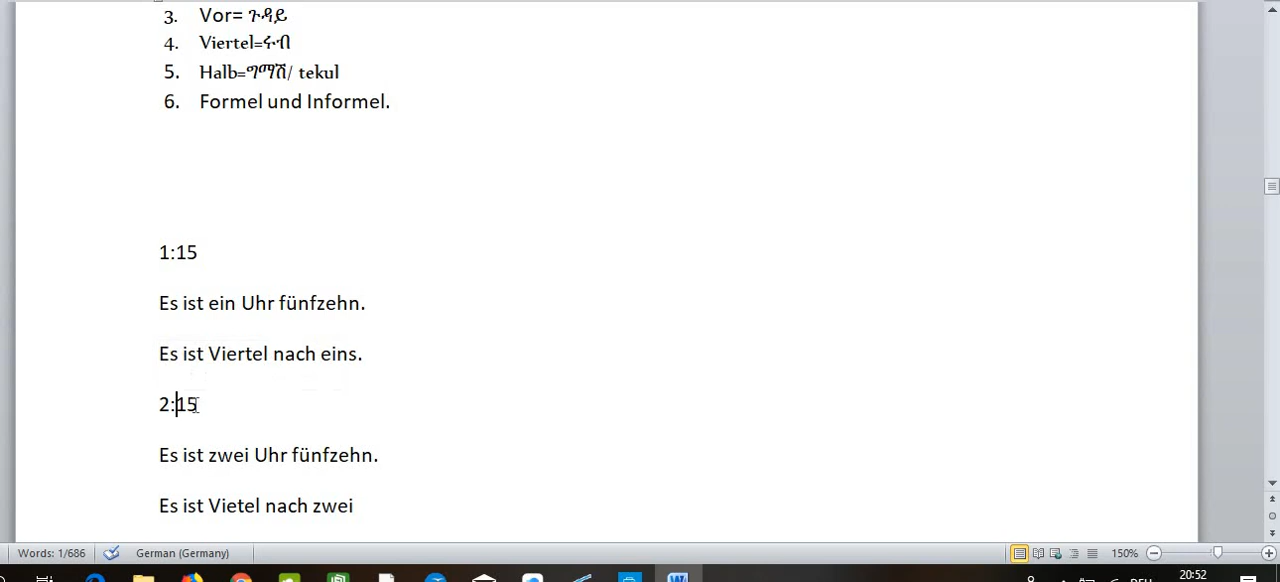 3. Vor= ጉዳይ
4. Viertel=ሩብ
5. Halb=ግማሽ/ tekul
6. Formel und Informel.
1:15
Es ist ein Uhr fünfzehn.
Es ist Viertel nach eins.
2:15
Es ist zwei Uhr fünfzehn.
Es ist Vietel nach zwei
Words: 1/686 German (Germany) 150%
20:52